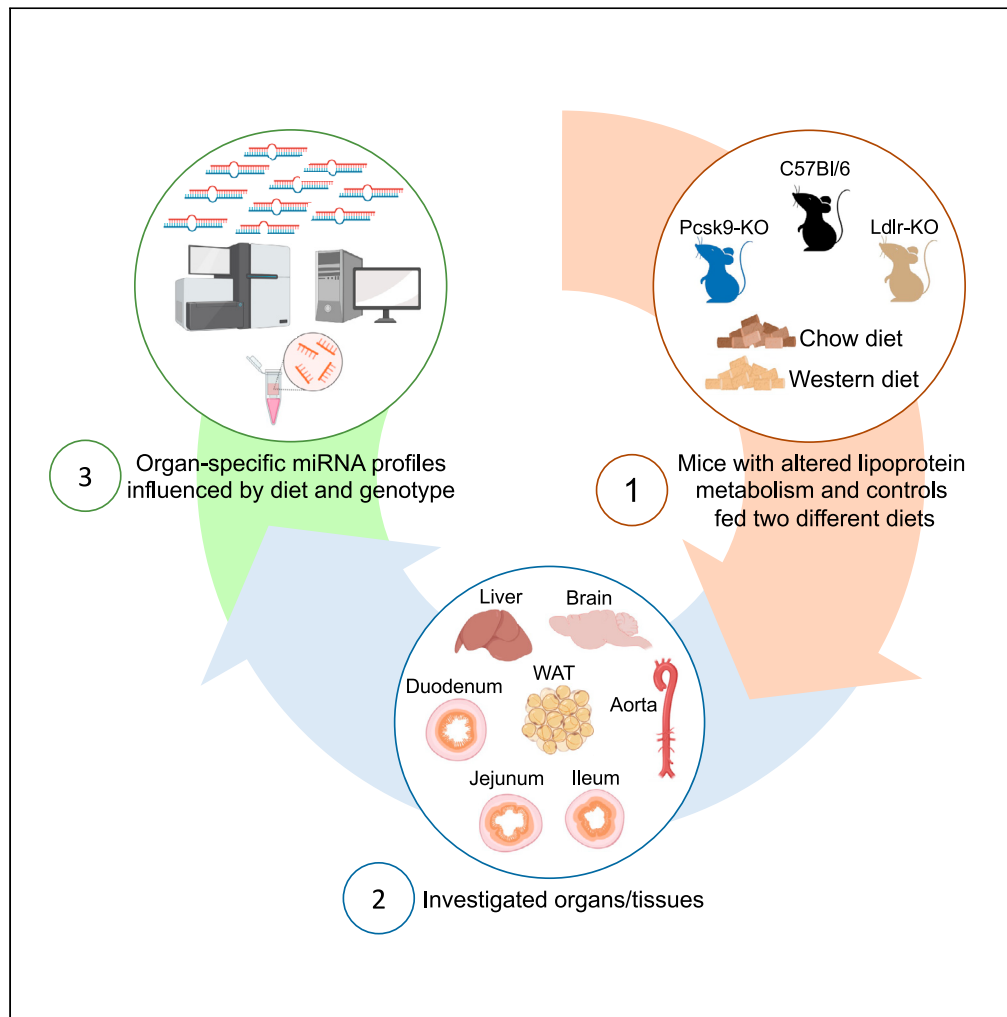 C57Bl/6
Pcsk9-KO
Ldlr-KO
Chow diet
Western diet
1
Mice with altered lipoprotein
metabolism and controls
fed two different diets
Liver
Brain
Duodenum
WAT
Aorta
Jejunum
Ileum
2
Investigated organs/tissues
3
Organ-specific miRNA profiles
influenced by diet and genotype